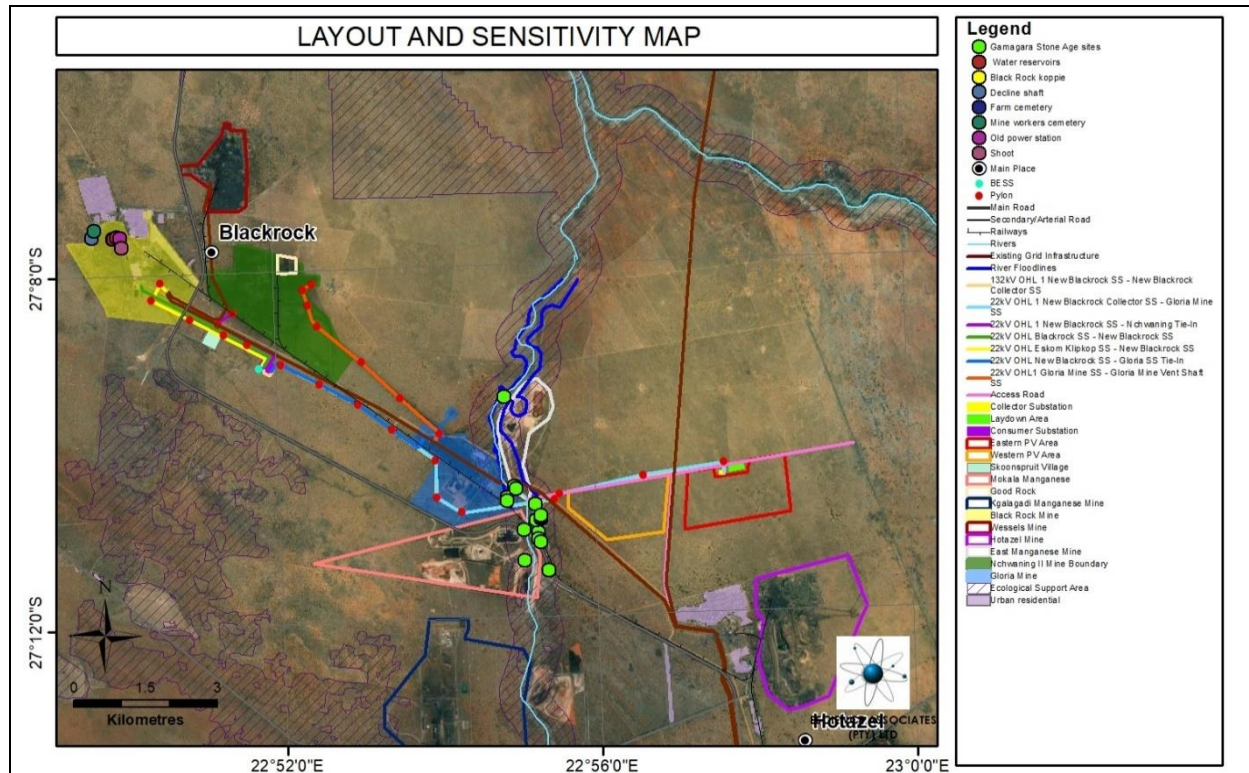 LAYOUT AND SENSITIVITY MAP
Blackrock
27°8'0"S
27°12'0"S
N
0 1.5 3
Kilometres
Hotazel
ASSOCIATES
(PTY) LTD
22°52'0"E
22°56'0"E
23°0'0"E
Legend
Gamagara Stone Age sites
Water reservoirs
Black Rock koppie
Decline shaft
Farm cemetery
Mine workers cemetery
Old power station
Shoot
Main Place
BESS
Pylon
Main Road
Secondary/Arterial Road
Railways
Rivers
Existing Grid Infrastructure
River Floodlines
132kV OHL 1 New Blackrock SS - New Blackrock
Collector SS
22kV OHL 1 New Blackrock Collector SS - Gloria Mine
SS
22kV OHL 1 New Blackrock SS - Nchwaning Tie-In
22kV OHL Blackrock SS - New Blackrock SS
22kV OHL Eskom Klipkop SS - New Blackrock SS
22kV OHL New Blackrock SS - Gloria SS Tie-In
22kV OHL1 Gloria Mine SS - Gloria Mine Vent Shaft
SS
Access Road
Collector Substation
Laydown Area
Consumer Substation
Eastern PV Area
Western PV Area
Skoonspruit Village
Mokala Manganese
Good Rock
Kgalagadi Manganese Mine
Black Rock Mine
Wessels Mine
Hotazel Mine
East Manganese Mine
Nchwaning II Mine Boundary
Gloria Mine
Ecological Support Area
Urban residential